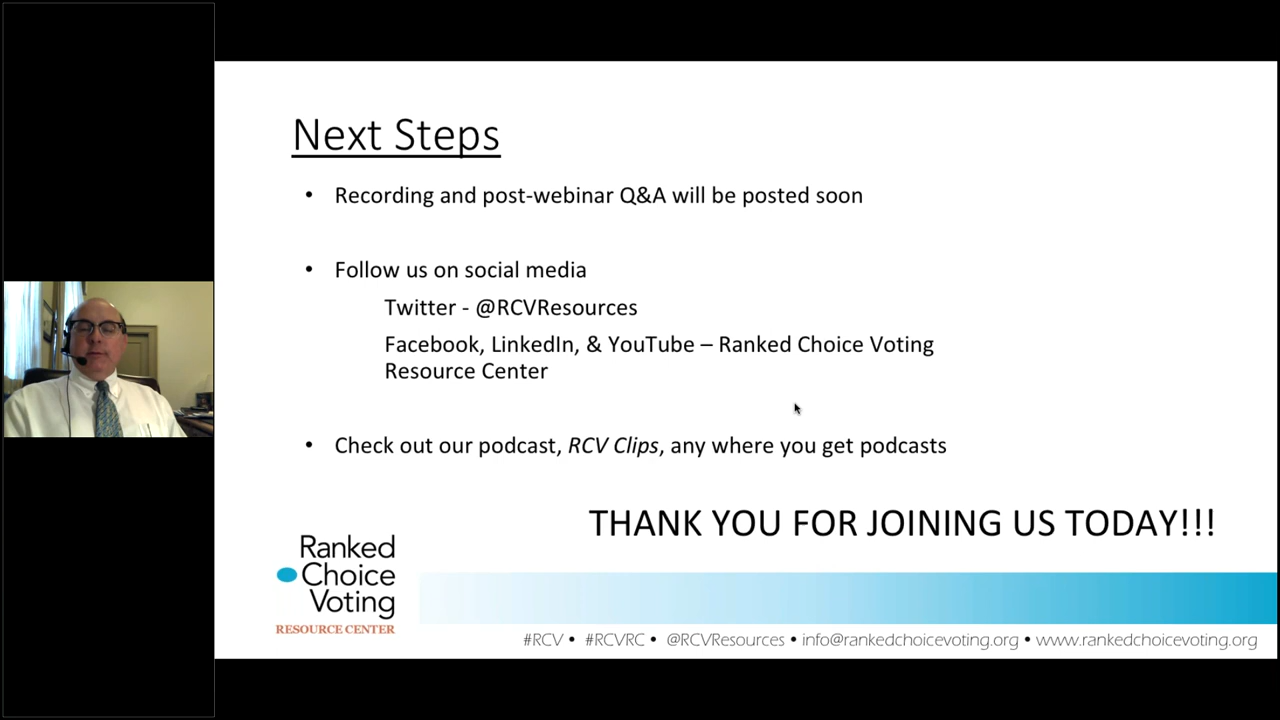 Next Steps
• Recording and post-webinar Q&A will be posted soon
• Follow us on social media
Twitter - @RCVResources
Facebook, LinkedIn, & YouTube – Ranked Choice Voting
Resource Center
• Check out our podcast, RCV Clips, any where you get podcasts
THANK YOU FOR JOINING US TODAY!!!
Ranked
Choice
Voting
RESOURCE CENTER
#RCV • #RCVRC • @RCVResources • info@rankedchoicevoting.org • www.rankedchoicevoting.org